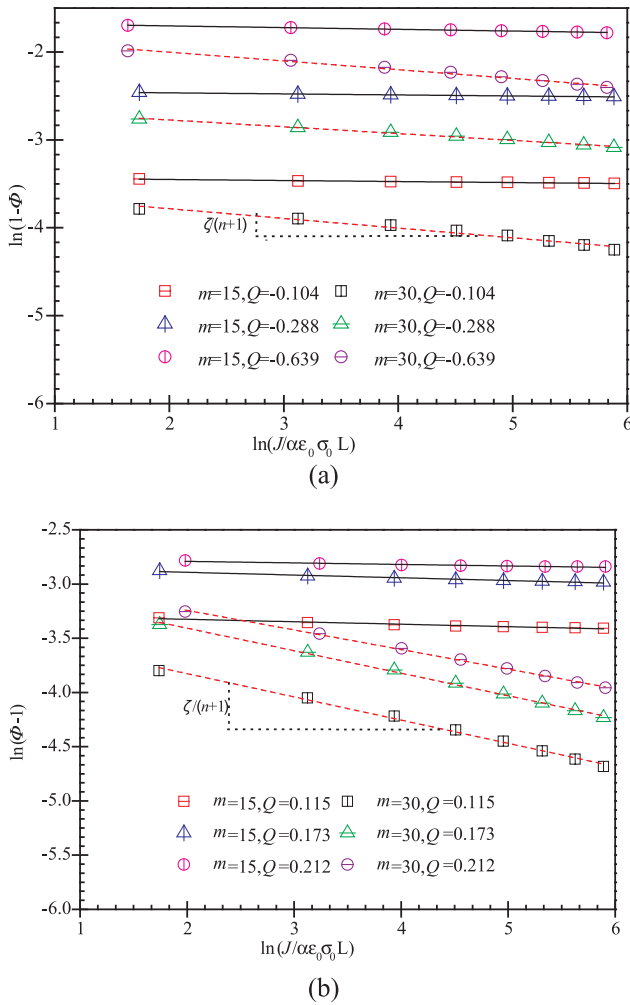 -2
-3
-4
-5
-6
ln(1-Φ)
ζ/(n+1)
m=15,Q=-0.104 m=30,Q=-0.104
m=15,Q=-0.288 m=30,Q=-0.288
m=15,Q=-0.639 m=30,Q=-0.639
1 2 3 4 5 6
ln(J/αε₀σ₀ L)
(a)
-2.5
-3.0
-3.5
-4.0
-4.5
-5.0
-5.5
-6.0
ln(Φ-1)
ζ/(n+1)
m=15,Q=0.115 m=30,Q=0.115
m=15,Q=0.173 m=30,Q=0.173
m=15,Q=0.212 m=30,Q=0.212
1 2 3 4 5 6
ln(J/αε₀σ₀L)
(b)